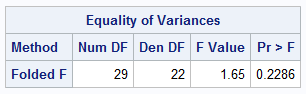 Equality of Variances
Method Num DF Den DF F Value Pr > F
Folded F 29 22 1.65 0.2286